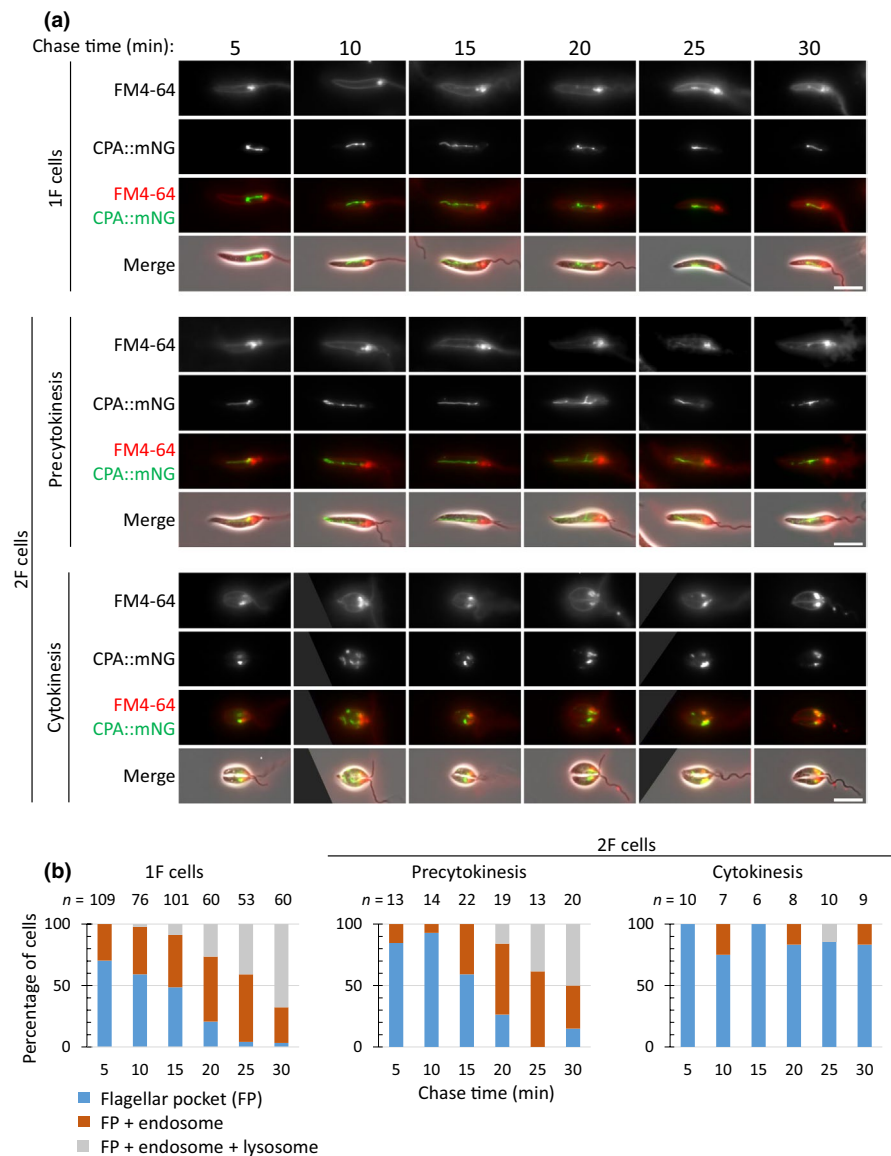 (a)
Chase time (min): 5 10 15 20 25 30
1F cells
FM4-64
CPA::mNG
FM4-64
CPA::mNG
Merge
2F cells
Precytokinesis
FM4-64
CPA::mNG
FM4-64
CPA::mNG
Merge
Cytokinesis
FM4-64
CPA::mNG
FM4-64
CPA::mNG
Merge
(b)
2F cells
1F cells Precytokinesis Cytokinesis
n = 109 76 101 60 53 60 n = 13 14 22 19 13 20 n = 10 7 6 8 10 9
Percentage of cells
100 100 100
50 50 50
0 0 0
5 10 15 20 25 30 5 10 15 20 25 30 5 10 15 20 25 30
Chase time (min)
Flagellar pocket (FP)
FP + endosome
FP + endosome + lysosome